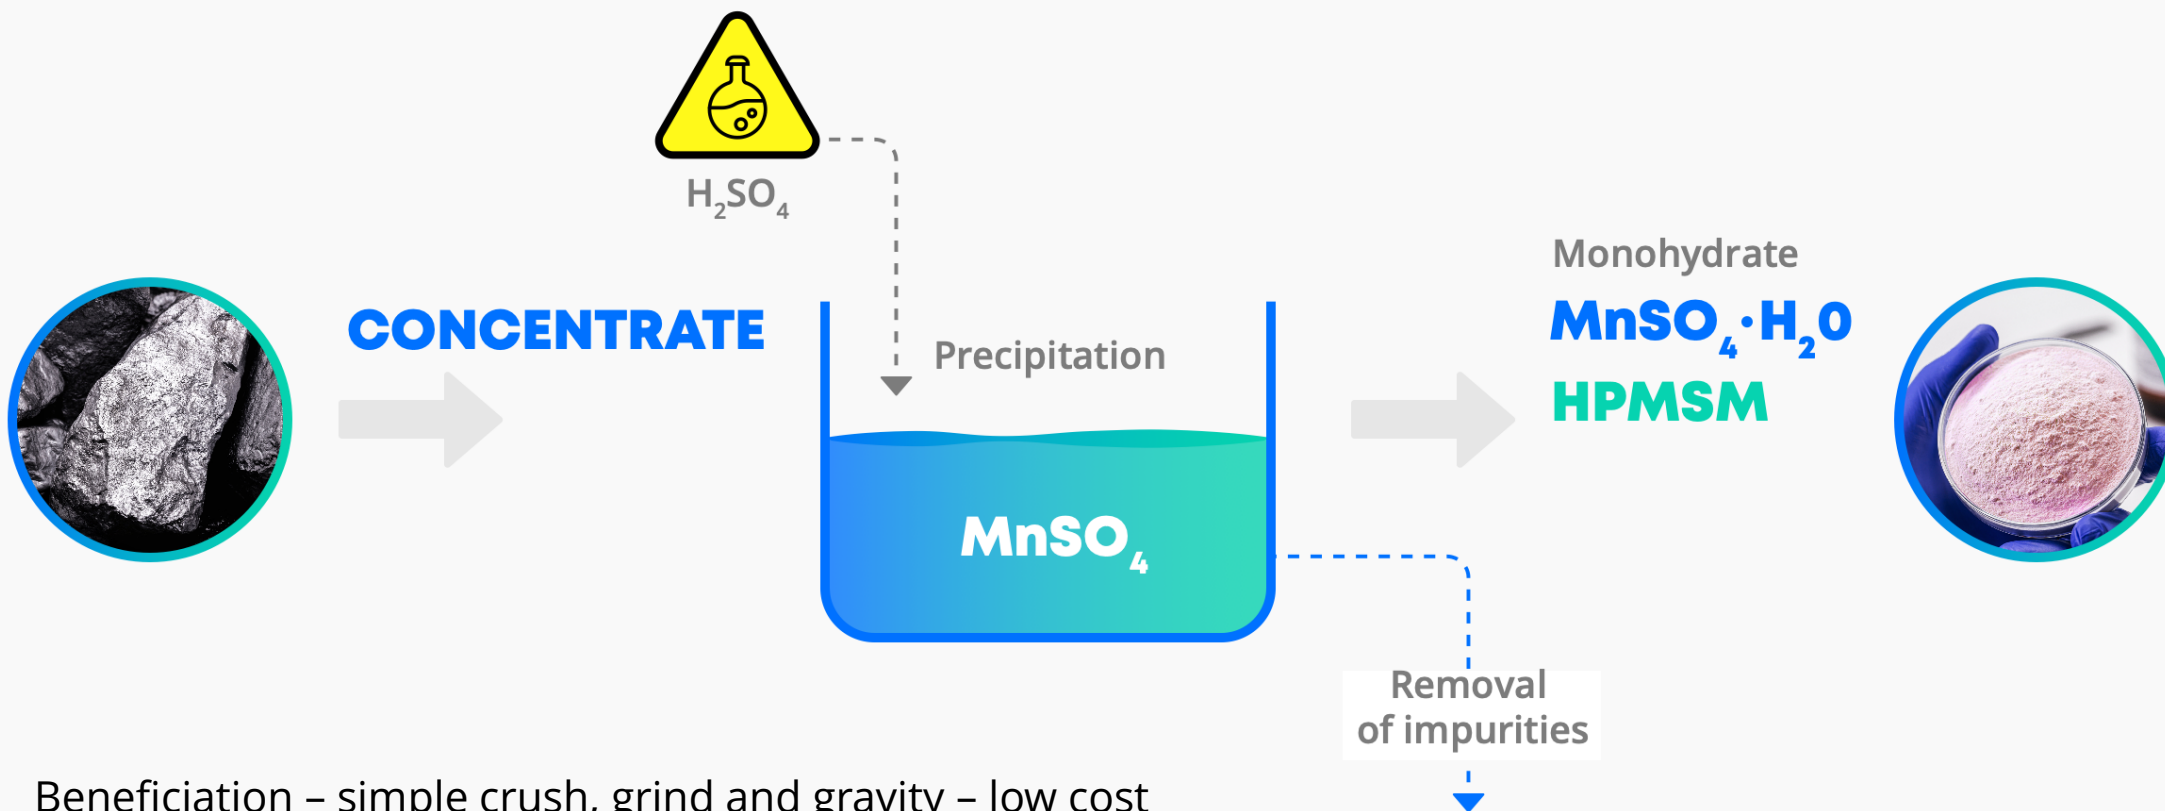 H₂SO₄
CONCENTRATE
Precipitation
MnSO₄
Monohydrate
MnSO₄·H₂0
HPMSM
Removal
of impurities
Beneficiation – simple crush, grind and gravity – low cost